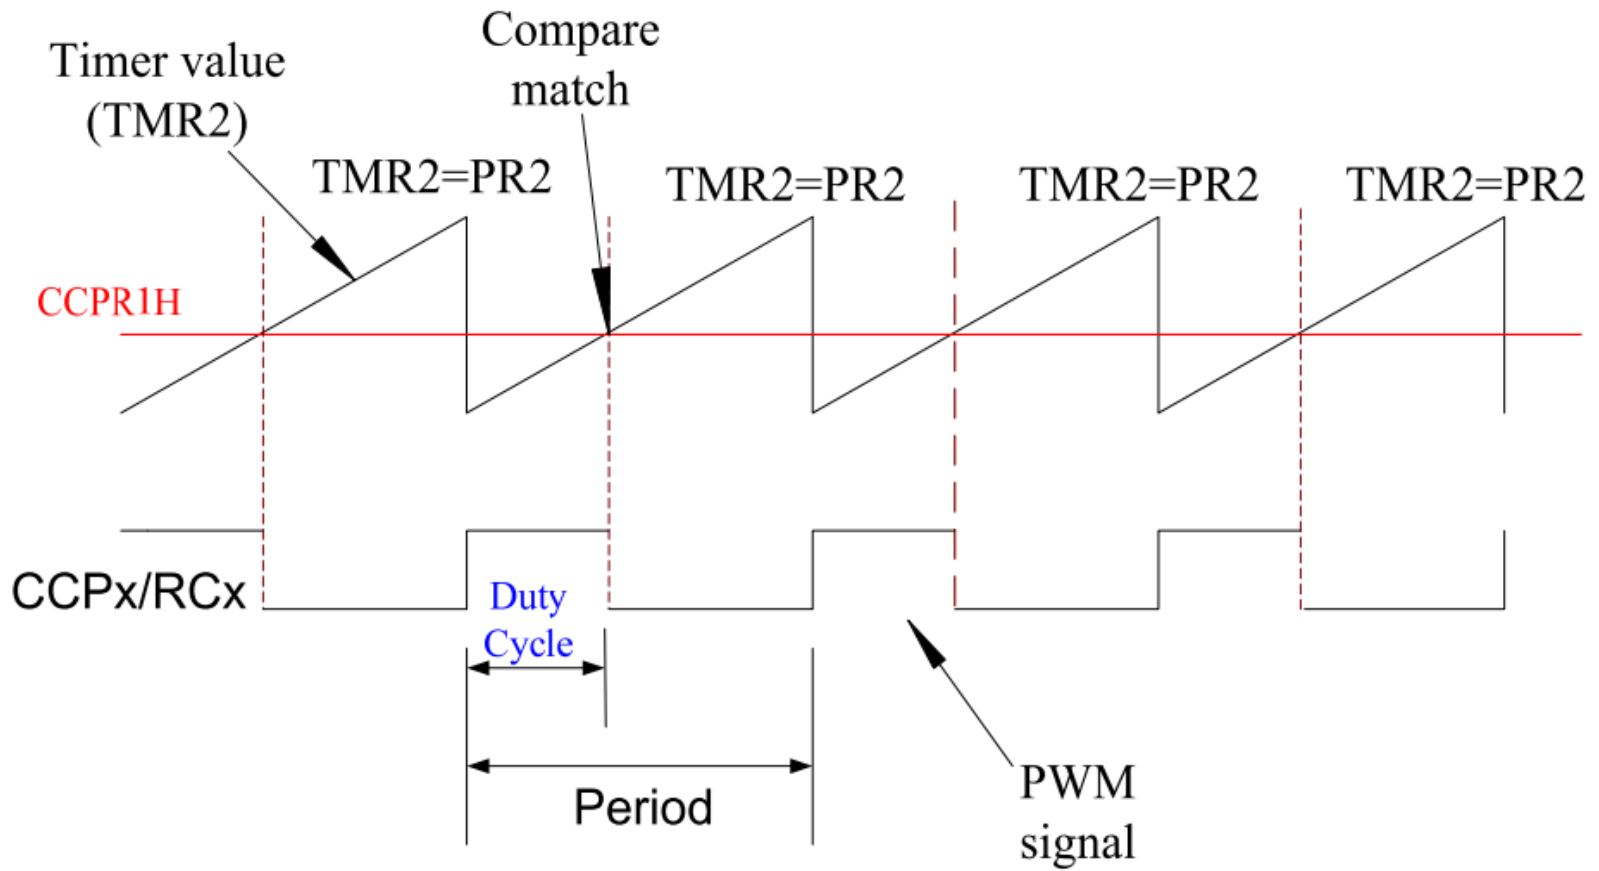 Timer value
(TMR2)
Compare
match
TMR2=PR2
TMR2=PR2
TMR2=PR2
TMR2=PR2
CCPR1H
CCPx/RCx
Duty
Cycle
Period
PWM
signal